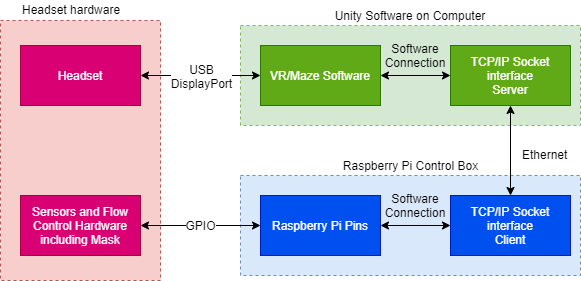 Headset hardware
Unity Software on Computer
Headset
USB
DisplayPort
VR/Maze Software
Software
Connection
TCP/IP Socket
interface
Server
Ethernet
Raspberry Pi Control Box
Sensors and Flow
Control Hardware
including Mask
GPIO
Raspberry Pi Pins
Software
Connection
TCP/IP Socket
interface
Client